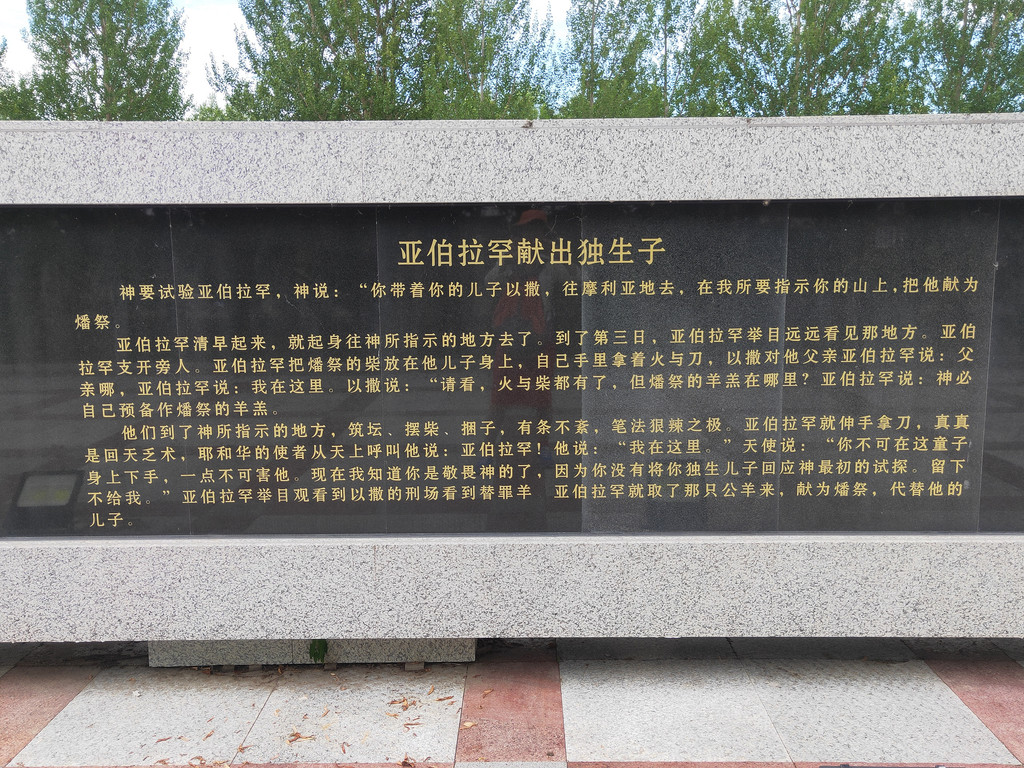 亚伯拉罕献出独生子
神要试验亚伯拉罕，神说：“你带着你的儿子以撒，往摩利亚地去，在我所要指示你的山上，把他献为
燔祭。
亚伯拉罕清早起来，就起身往神所指示的地方去了。到了第三日，亚伯拉罕举目远远看见那地方。亚伯
拉罕支开旁人。亚伯拉罕把燔祭的柴放在他儿子身上，自己手里拿着火与刀，以撒对他父亲亚伯拉罕说：父
亲哪，亚伯拉罕说：我在这里。以撒说：“请看，火与柴都有了，但燔祭的羊羔在哪里？亚伯拉罕说：神必
自己预备作燔祭的羊羔。
他们到了神所指示的地方，筑坛、摆柴、捆子，有条不紊，笔法狠辣之极。亚伯拉罕就伸手拿刀，真真
是回天乏术，耶和华的使者从天上呼叫他说：亚伯拉罕！他说：“我在这里。”天使说：“你不可在这童子
身上下手，一点不可害他。现在我知道你是敬畏神的了，因为你没有将你独生儿子回应神最初的试探。留下
不给我。”亚伯拉罕举目观看到以撒的刑场看到替罪羊 亚伯拉罕就取了那只公羊来，献为燔祭，代替他的
儿子。